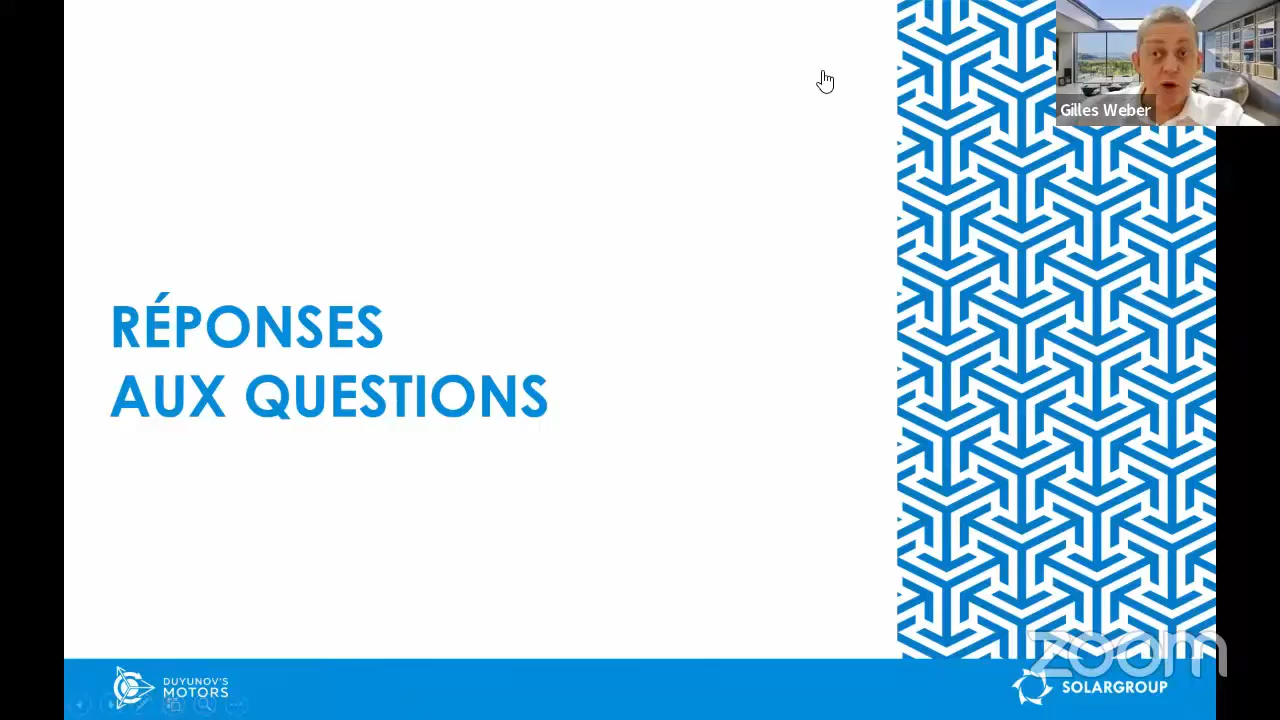 Gilles Weber
RÉPONSES
AUX QUESTIONS
zoom
DUYUNOV'S
MOTORS
SOLARGROUP